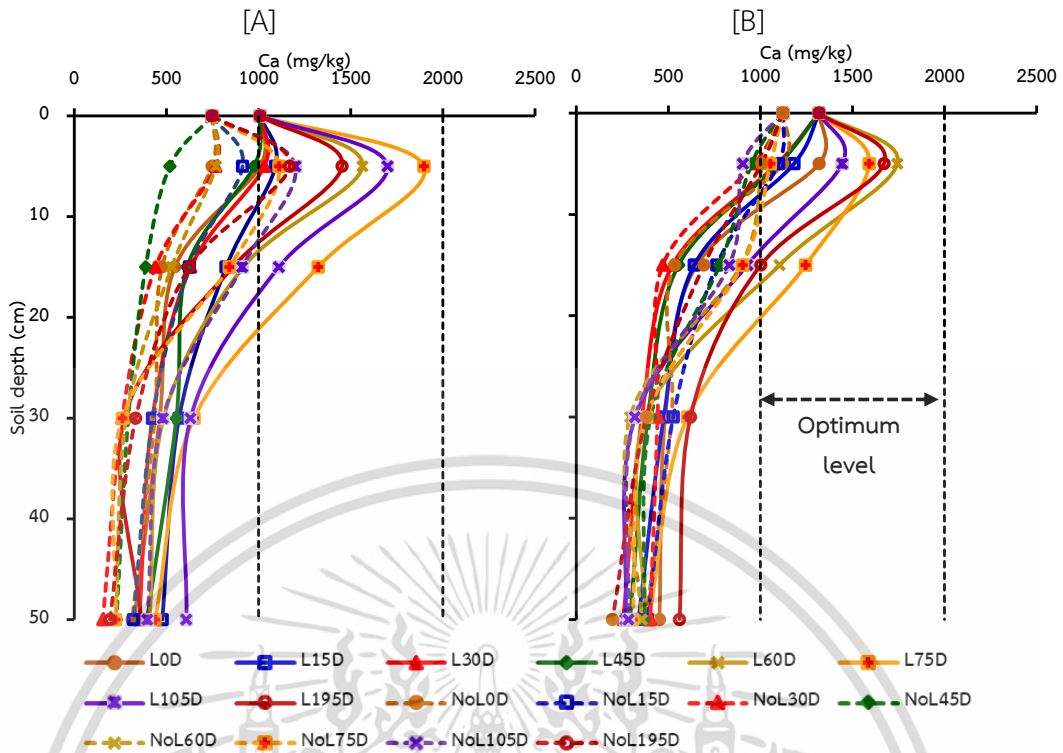 [A] [B]
Ca (mg/kg) Ca (mg/kg)
0 500 1000 1500 2000 2500 0 500 1000 1500 2000 2500
0
10
20
30
40
50
Soil depth (cm)
Optimum
level
L0D L15D L30D L45D L60D L75D
L105D L195D NoL0D NoL15D NoL30D NoL45D
NoL60D NoL75D NoL105D NoL195D